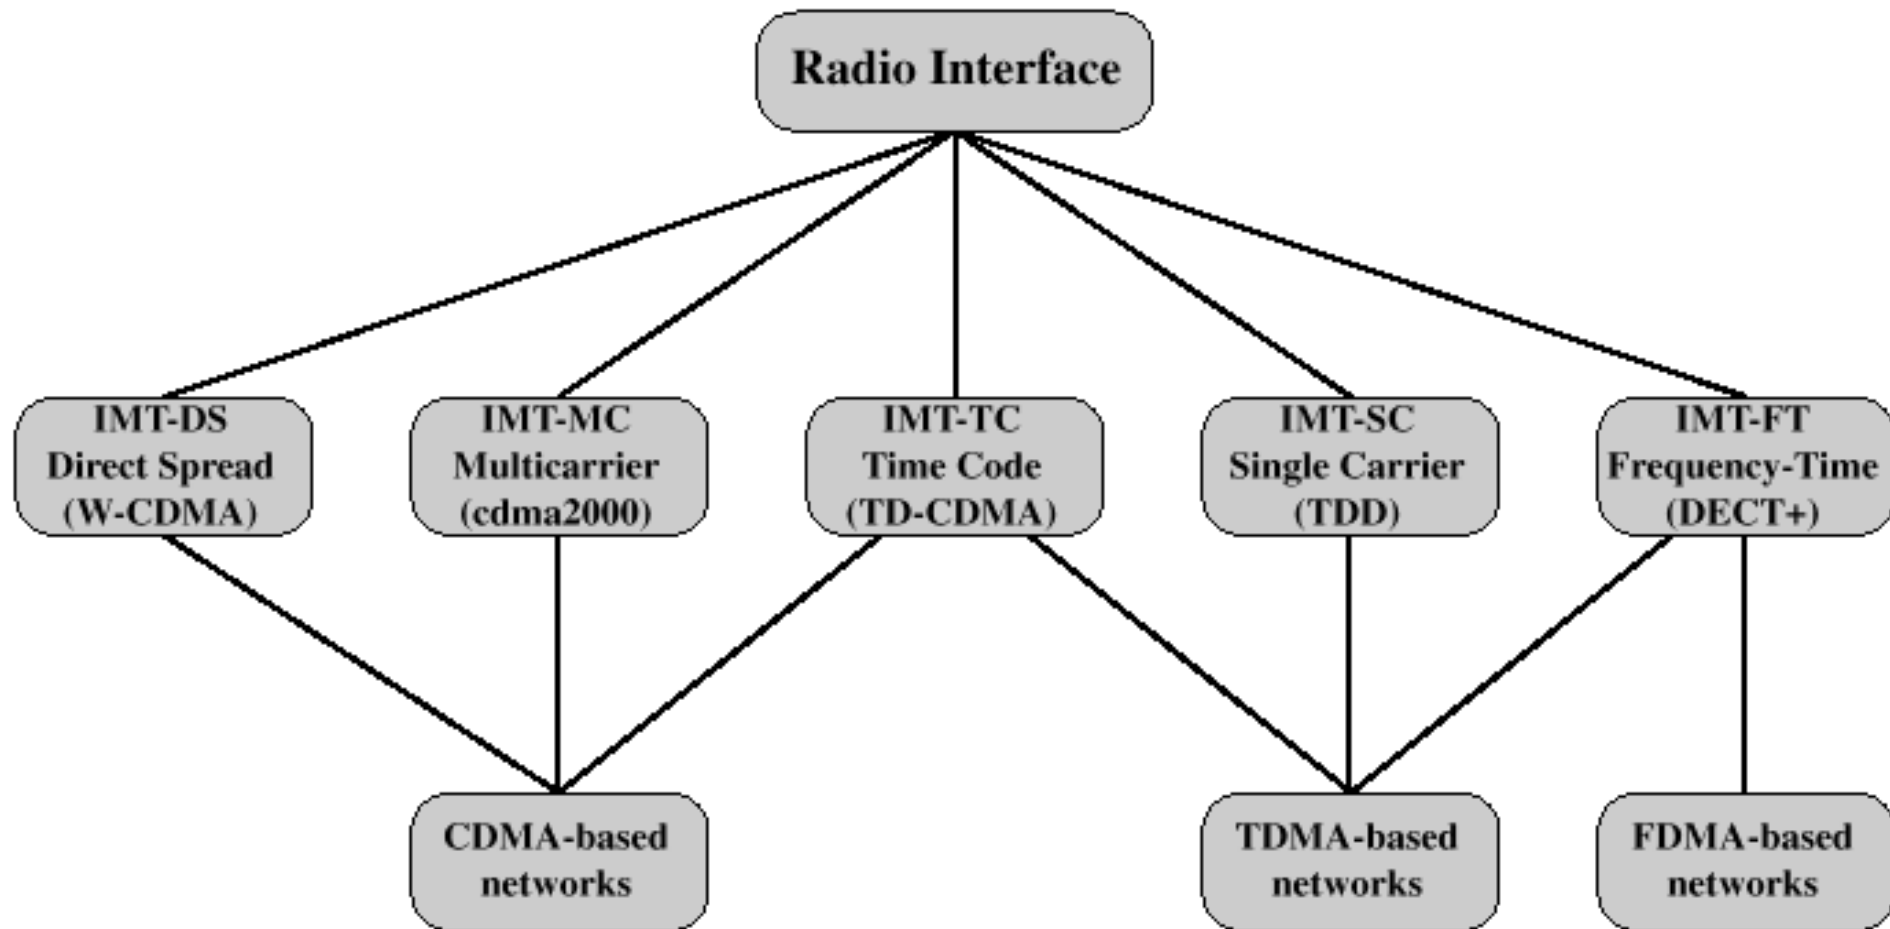 Radio Interface
IMT-DS
Direct Spread
(W-CDMA)
IMT-MC
Multicarrier
(cdma2000)
IMT-TC
Time Code
(TD-CDMA)
IMT-SC
Single Carrier
(TDD)
IMT-FT
Frequency-Time
(DECT+)
CDMA-based
networks
TDMA-based
networks
FDMA-based
networks